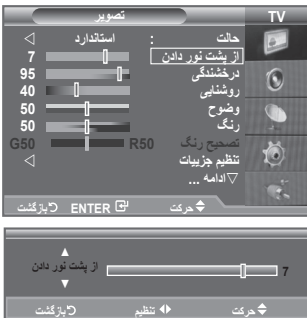 TV تصویر
حالت : استاندارد
از پشت نور دادن 7
درخشندگی 95
روشنایی 40
وضوح 50
رنگ 50
تصحیح رنگ R50 G50
تنظیم جزییات
ادامه ...
حرکت ENTER بازگشت
از پشت نور دادن 7
حرکت تنظیم بازگشت